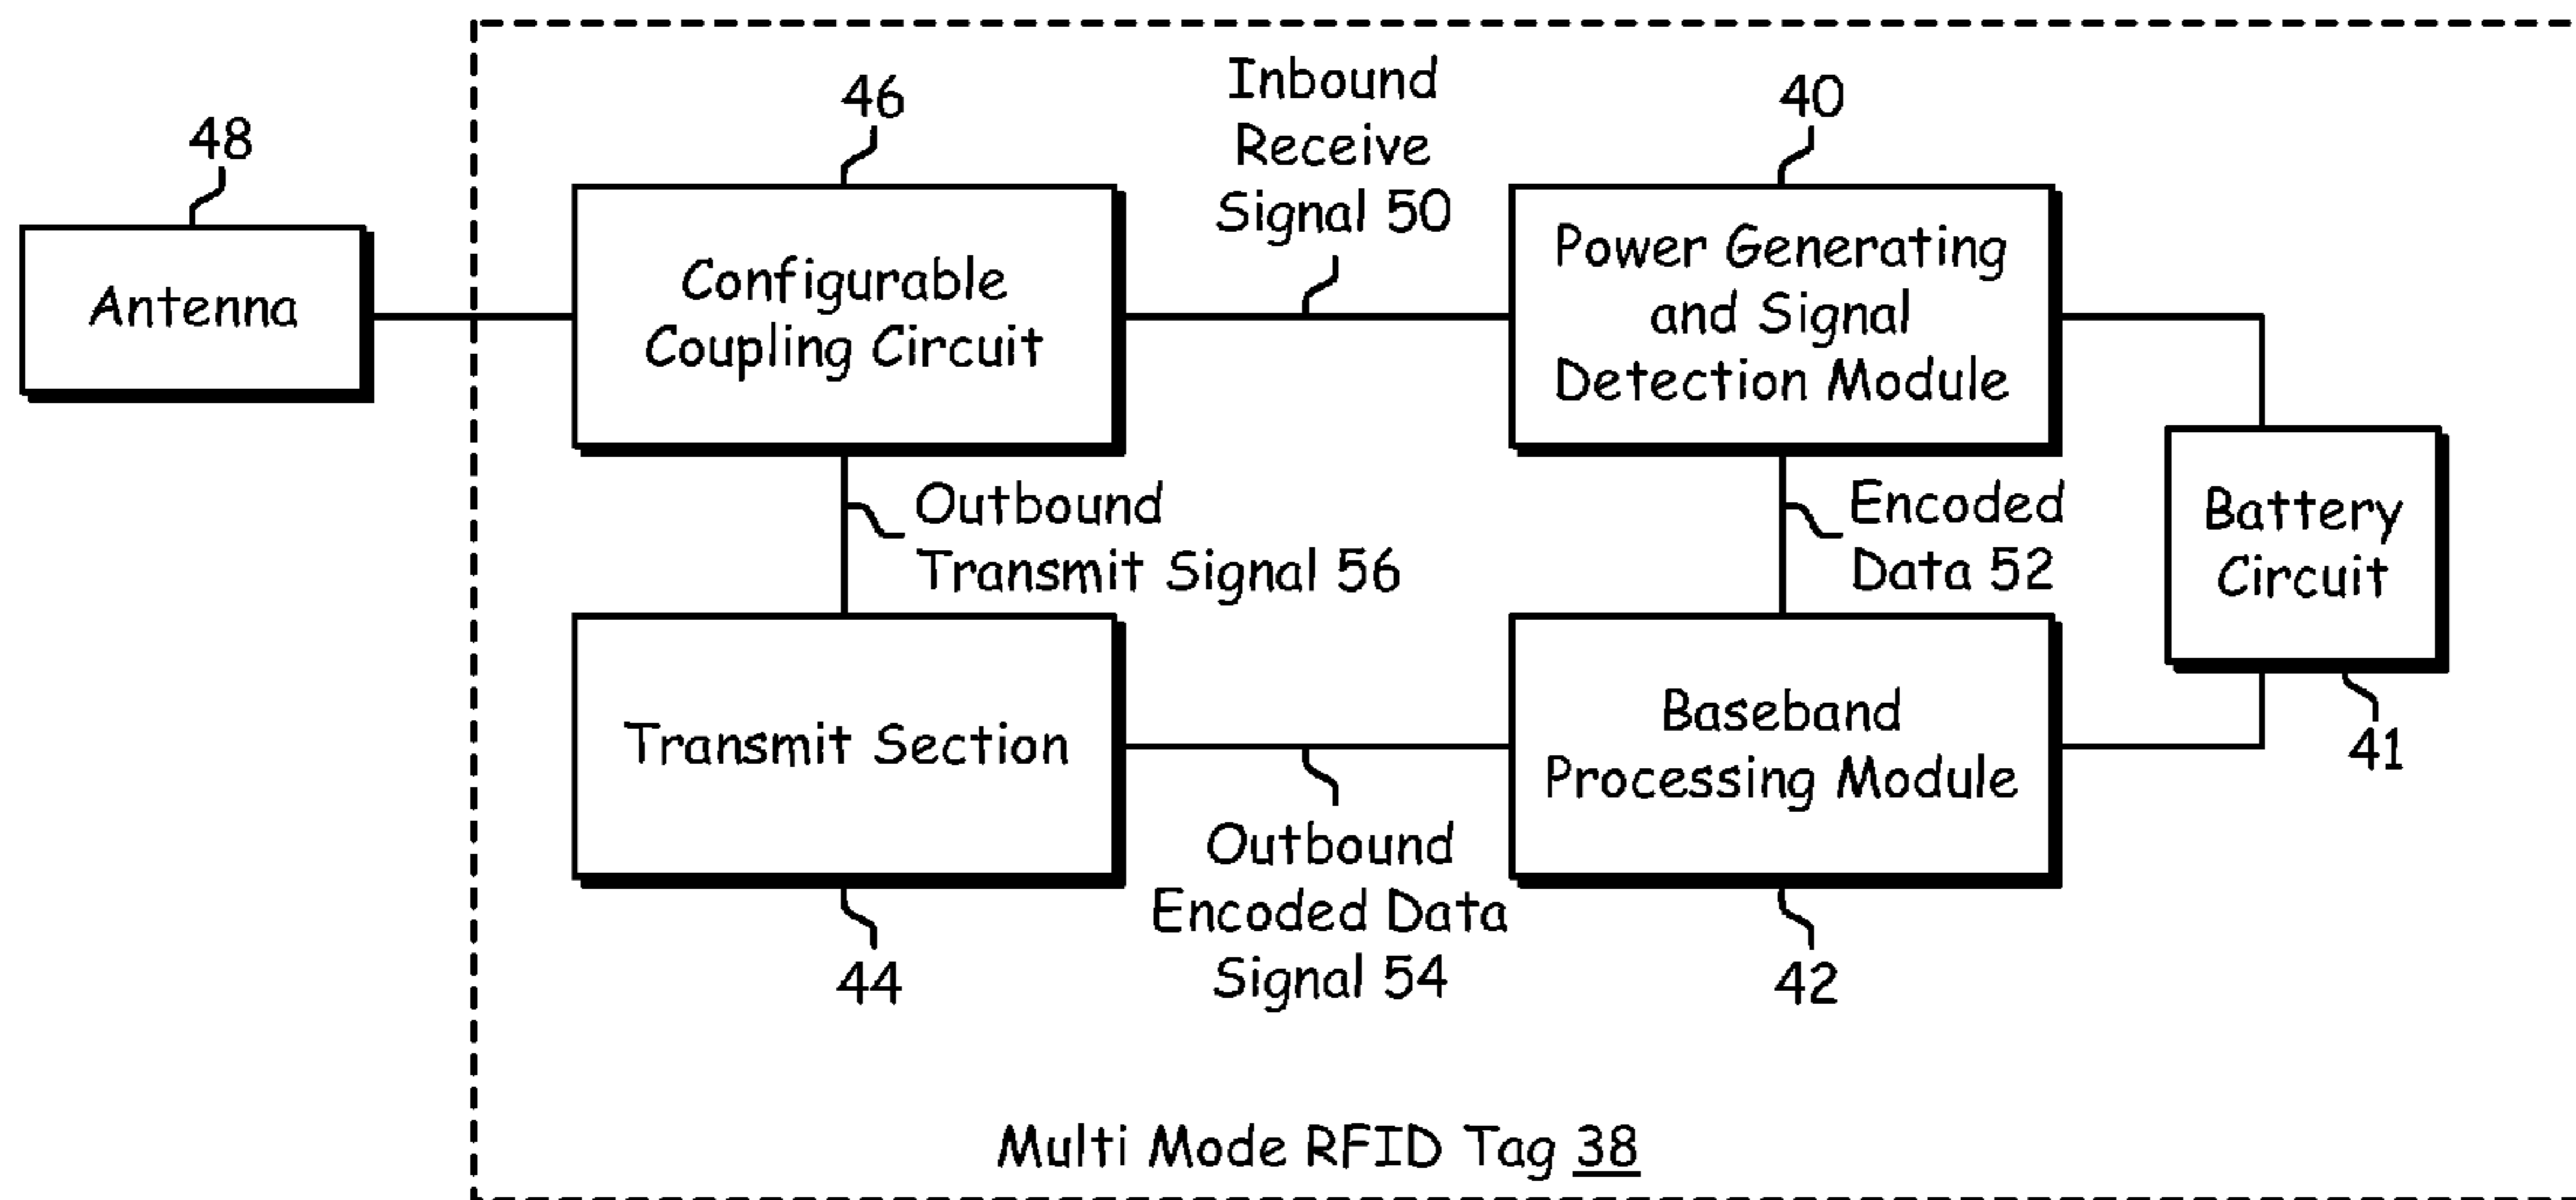 48
Antenna
46
Configurable
Coupling Circuit
Inbound
Receive
Signal 50
40
Power Generating
and Signal
Detection Module
Outbound
Transmit Signal 56
Encoded
Data 52
Battery
Circuit
41
Transmit Section
44
Outbound
Encoded Data
Signal 54
Baseband
Processing Module
42
Multi Mode RFID Tag 38